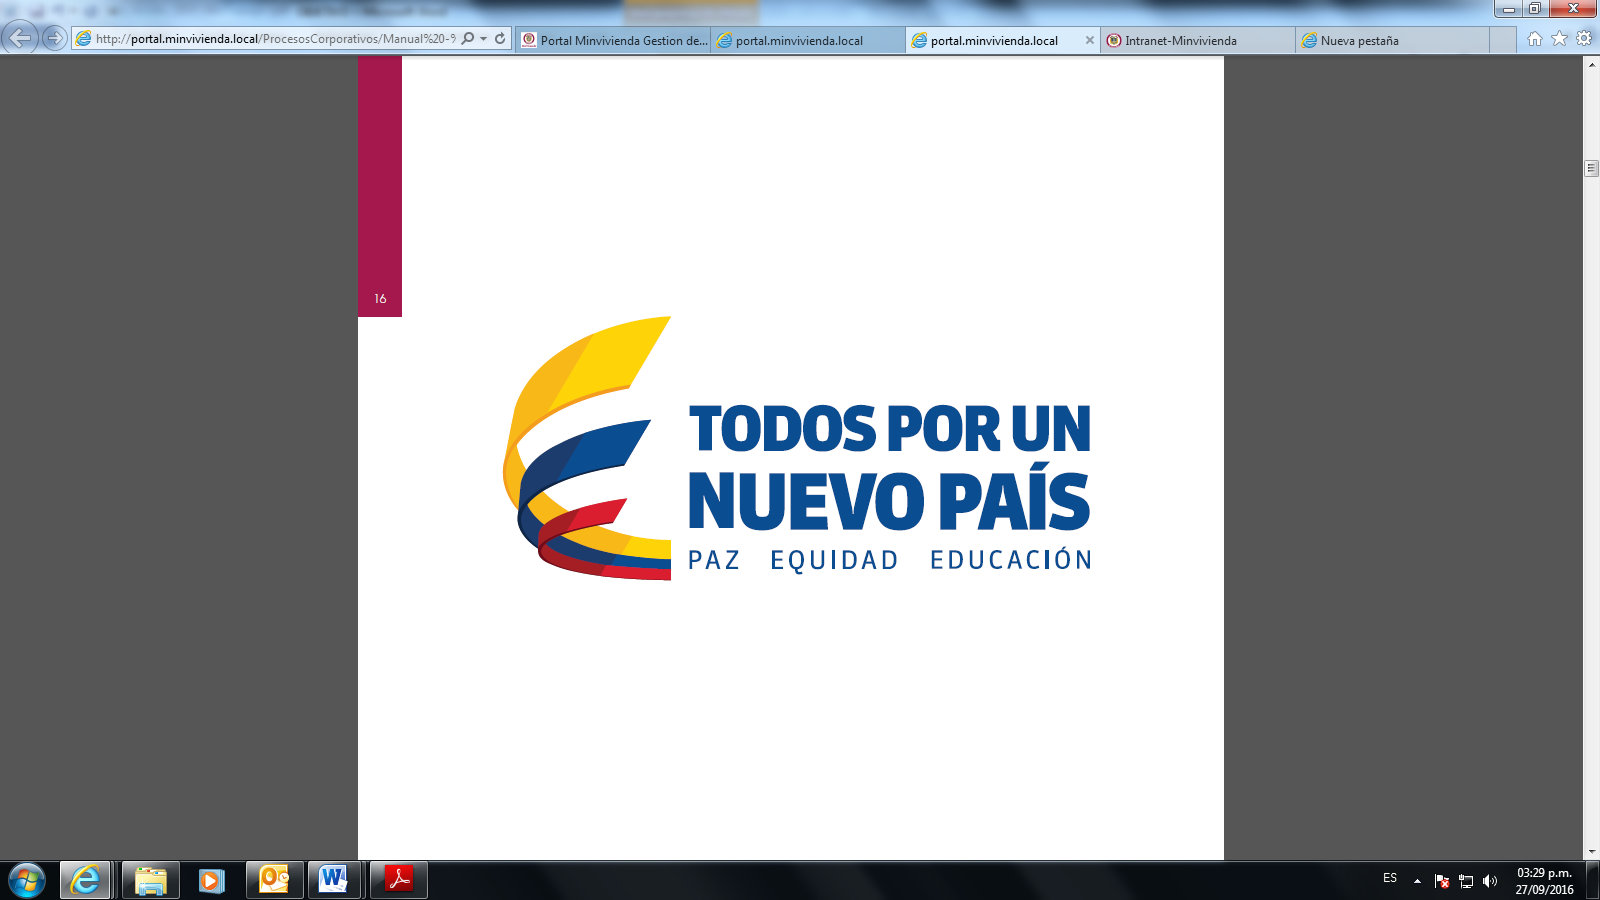 http://portal.minvivienda.local/ProcesosCorporativos/Manual%20-9
Portal Minvivienda Gestion de...
portal.minvivienda.local
portal.minvivienda.local
Intranet-Minvivienda
Nueva pestaña
16
TODOS POR UN
NUEVO PAÍS
PAZ EQUIDAD EDUCACIÓN
ES
03:29 p.m.
27/09/2016